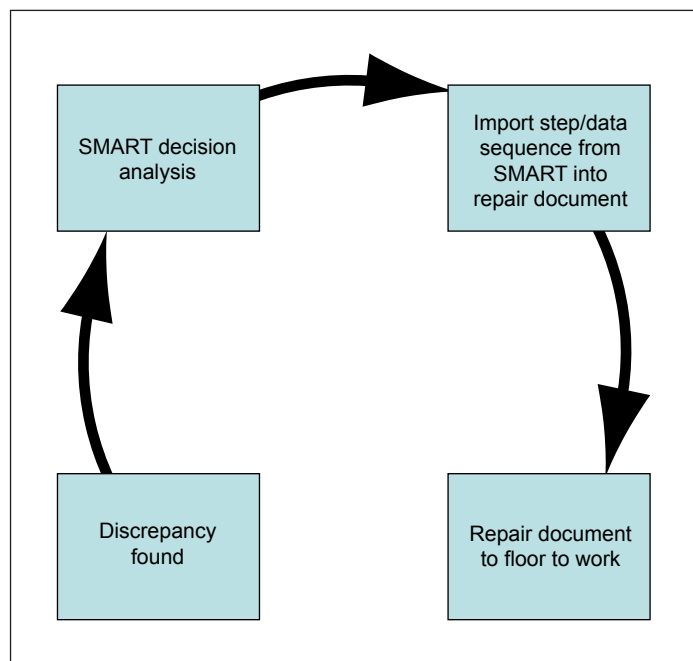 SMART decision
analysis
Import step/data
sequence from
SMART into
repair document
Discrepancy
found
Repair document
to floor to work